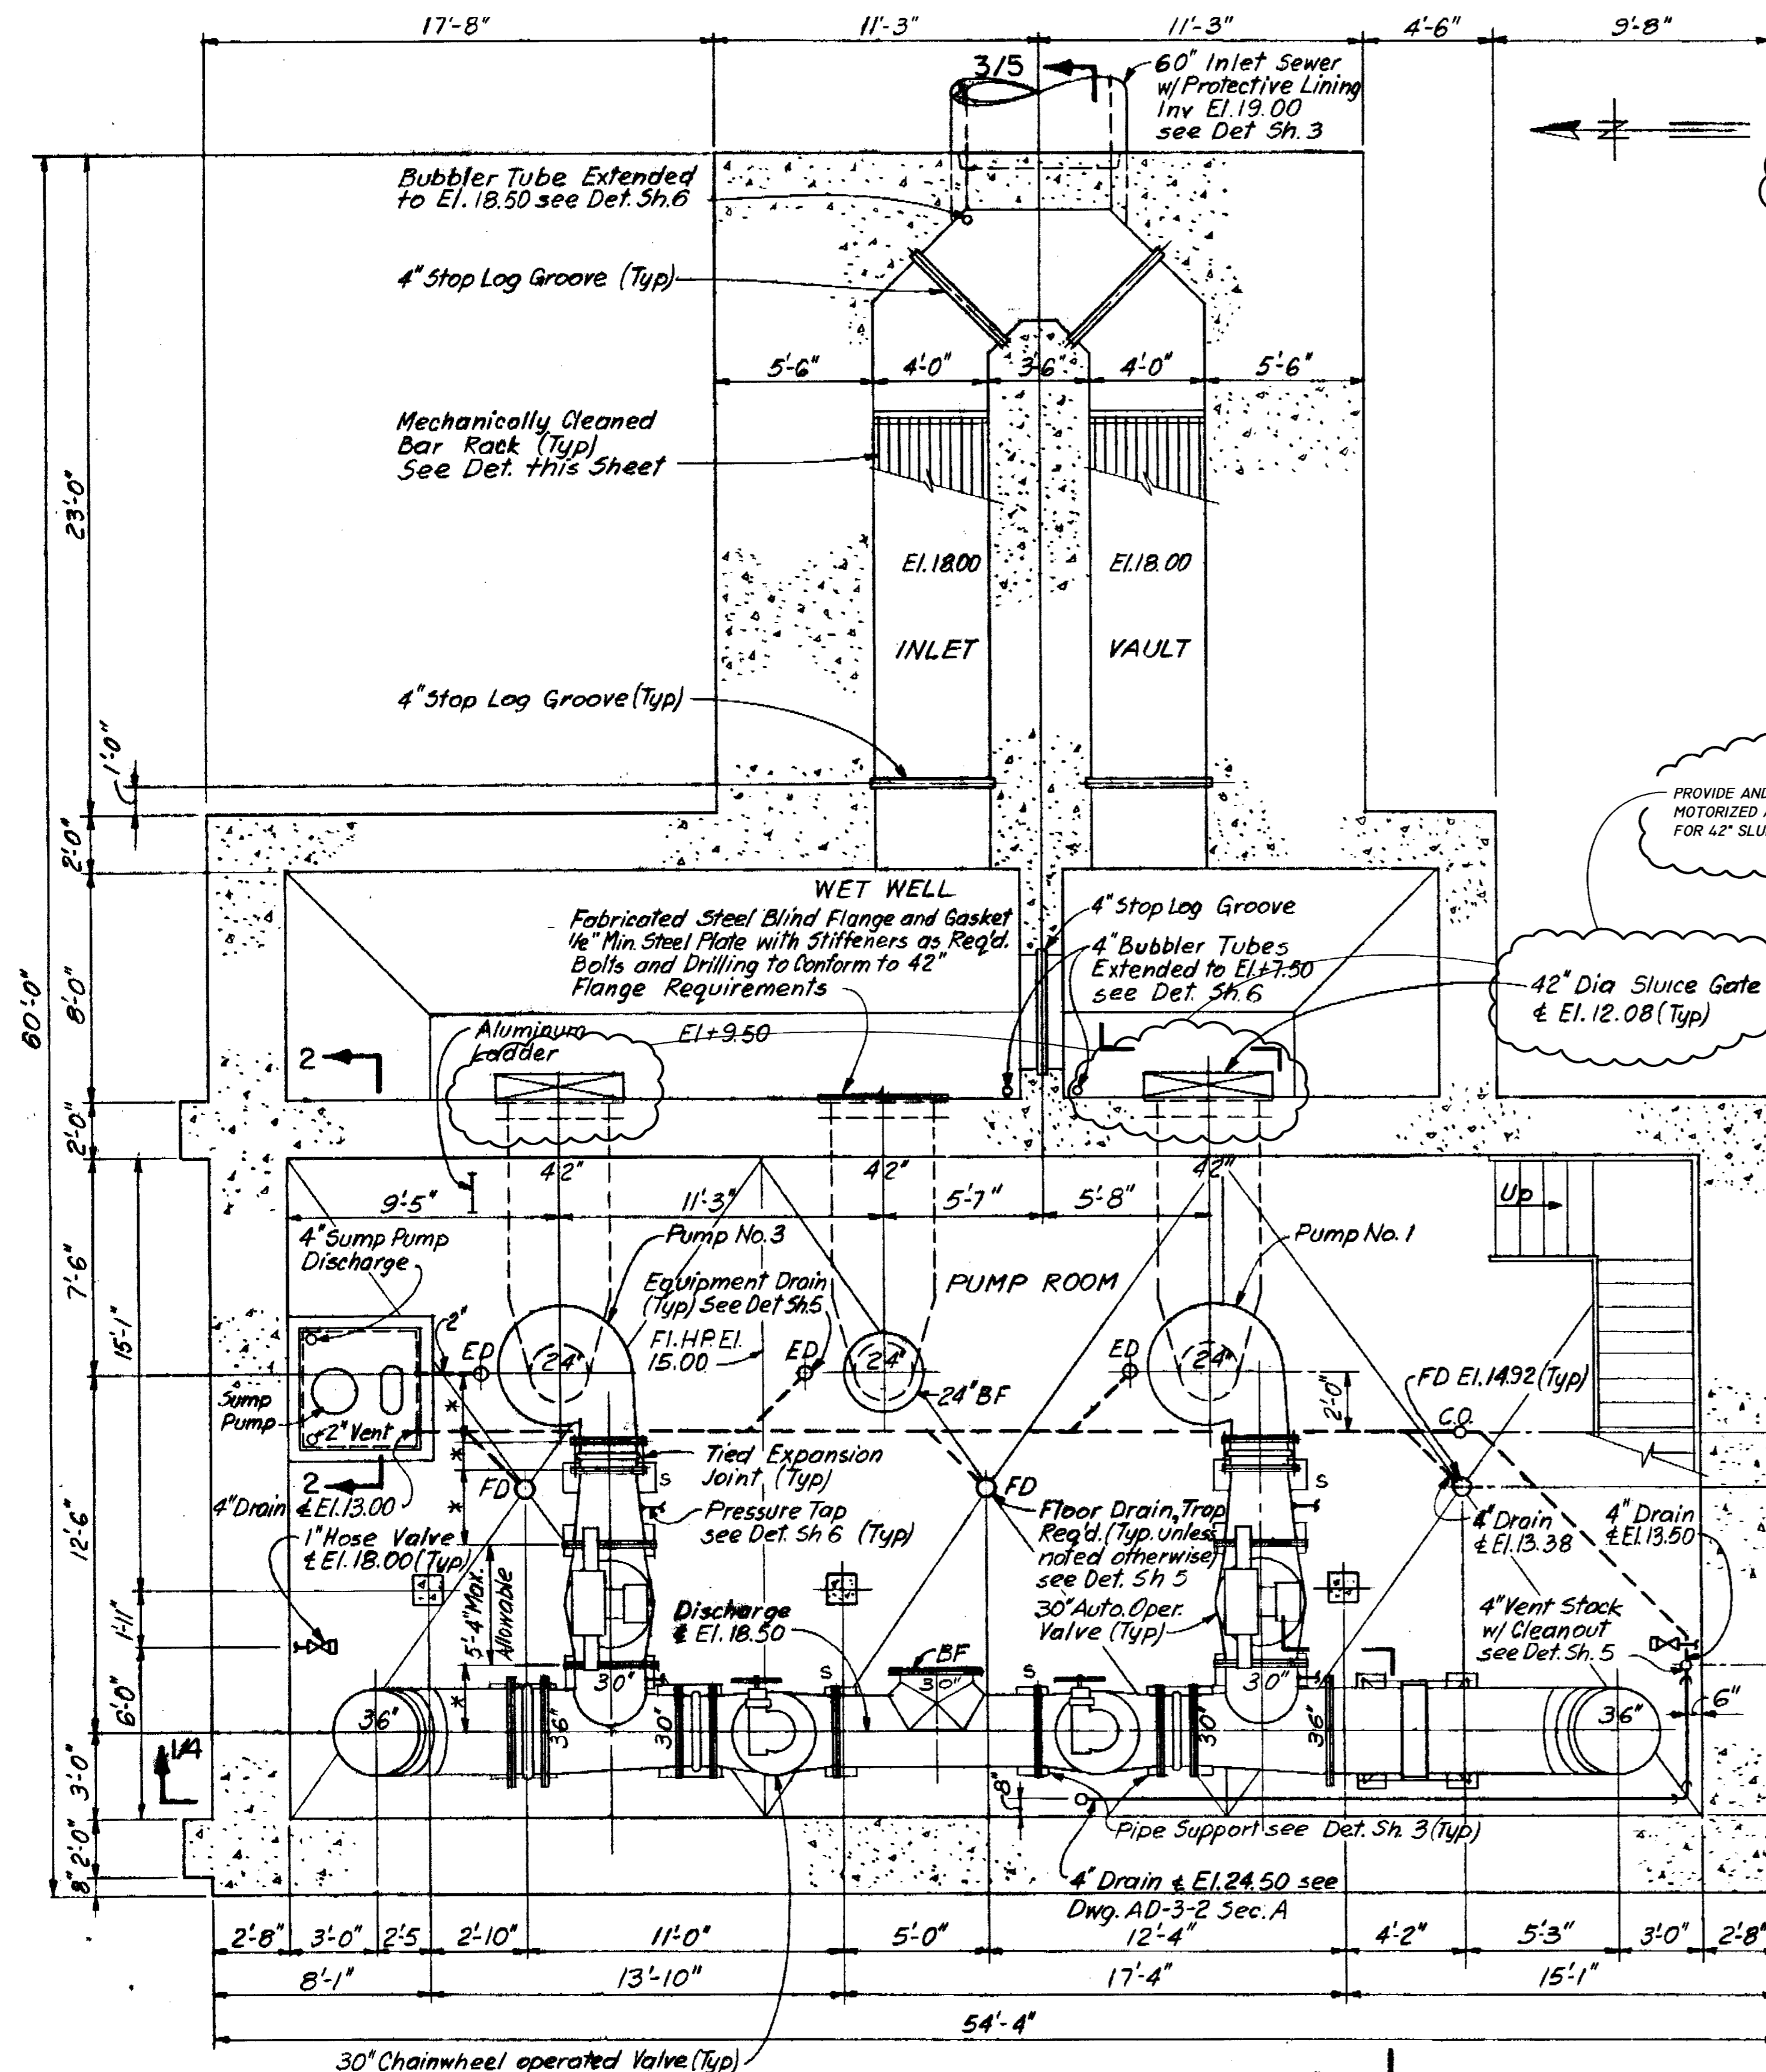 17'-8"
11'-3"
11'-3"
4'-6"
9'-8"
3/5
60" Inlet Sewer
w/Protective Lining
Inv El.19.00
see Det Sh. 3
Z
Bubbler Tube Extended
to El. 18.50 see Det. Sh.6
4" Stop Log Groove (Typ)
5'-6"
4'-0"
3'-6"
4'-0"
5'-6"
Mechanically Cleaned
Bar Rack (Typ)
See Det. this Sheet
23'-0"
El.18.00
El.18.00
INLET
VAULT
4" Stop Log Groove (Typ)
1'-0"
PROVIDE AND
MOTORIZED
FOR 42"
2'-0"
WET WELL
Fabricated Steel Blind Flange and Gasket
Min. Steel Plate with Stiffeners as Req'd.
Bolts and Drilling to Conform to 42"
Flange Requirements
4" Stop Log Groove
4" Bubbler Tubes
Extended to El.+7.50
see Det. Sh.6
42" Dia Sluice Gate
℄ El. 12.08 (Typ)
8'-0"
60'-0"
Aluminum
Ladder
El+9.50
2
2'-0"
42"
42"
42"
9'-5"
11'-3"
5'-7"
5'-8"
Up
4" Sump Pump
Discharge
Pump No.3
Pump No. 1
7'-6"
15'-1"
2"
Equipment Drain
(Typ) See Det Sh.5
PUMP ROOM
Fl. H.P. El.
15.00
ED
24"
ED
24"
ED
24"
FD El.14.92 (Typ)
Sump
Pump
2" Vent
24" BF
2'-0"
C.O.
*
*
*
Tied Expansion
Joint (Typ)
S
S
2
FD
FD
4" Drain ℄ El.13.00
Pressure Tap
see Det. Sh 6 (Typ)
Floor Drain, Trap
Req'd. (Typ. unless
noted otherwise)
see Det. Sh 5
4" Drain
℄ El.13.38
4" Drain
℄ El.13.50
12'-6"
1" Hose Valve
℄ El. 18.00 (Typ)
5'-4" Max.
Allowable
30" Auto. Oper.
Valve (Typ)
Discharge
℄ El. 18.50
4" Vent Stack
w/ Cleanout
see Det. Sh. 5
1'-11"
BF
30"
30"
S
30"
S
6'-0"
*
36"
36"
30"
30"
36"
36"
6"
1/4
3'-0"
8"
Pipe Support see Det. Sh. 3 (Typ)
2'-0"
8"
4" Drain ℄ El.24.50 see
Dwg. AD-3-2 Sec. A
2'-8"
3'-0"
2'-5
2'-10"
11'-0"
5'-0"
12'-4"
4'-2"
5'-3"
3'-0"
2'-8"
8'-1"
13'-10"
17'-4"
15'-1"
54'-4"
30" Chainwheel operated Valve (Typ)